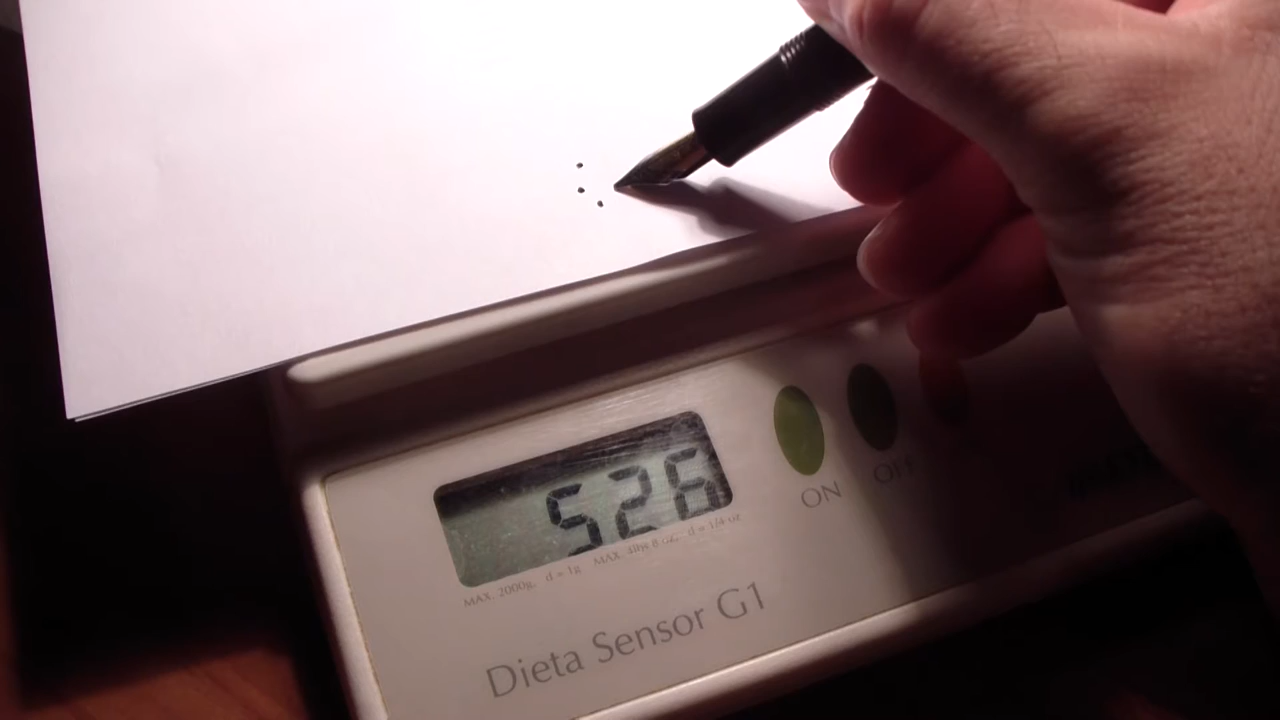 526
ON
OFF
MAX. 2000g, d = 1g MAX. 4lbs 6 oz, d = 1/4 oz
Dieta Sensor G1